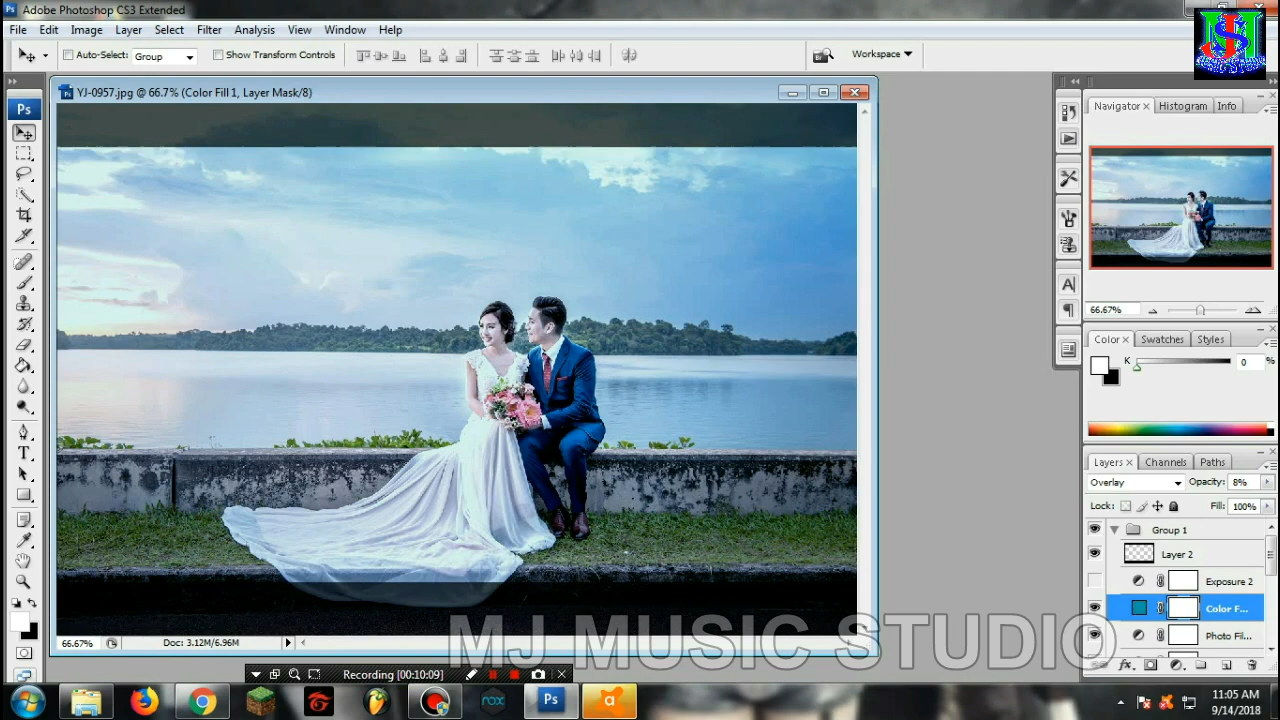 Adobe Photoshop CS3 Extended
File Edit Image Layer Select Filter Analysis View Window Help
Auto-Select: Group Show Transform Controls Workspace
YJ-0957.jpg @ 66.7% (Color Fill 1, Layer Mask/8)
Ps
Navigator Histogram Info
66.67%
Color Swatches Styles
K 0 %
Layers Channels Paths
Overlay Opacity: 8%
Lock: Fill: 100%
Group 1
Layer 2
Exposure 2
Color F...
Photo Fil...
66.67% Doc: 3.12M/6.96M
MJ MUSIC STUDIO
Recording [00:10:09]
nox
Ps
11:05 AM
9/14/2018